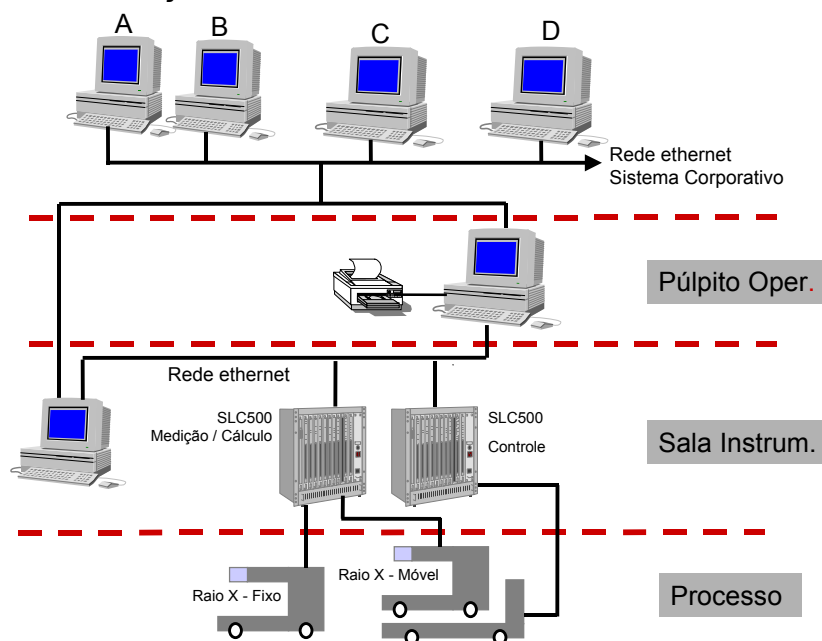 A
B
C
D
Rede ethernet
Sistema Corporativo
Púlpito Oper.
Rede ethernet
SLC500
Medição / Cálculo
SLC500
Controle
Sala Instrum.
Raio X - Fixo
Raio X - Móvel
Processo